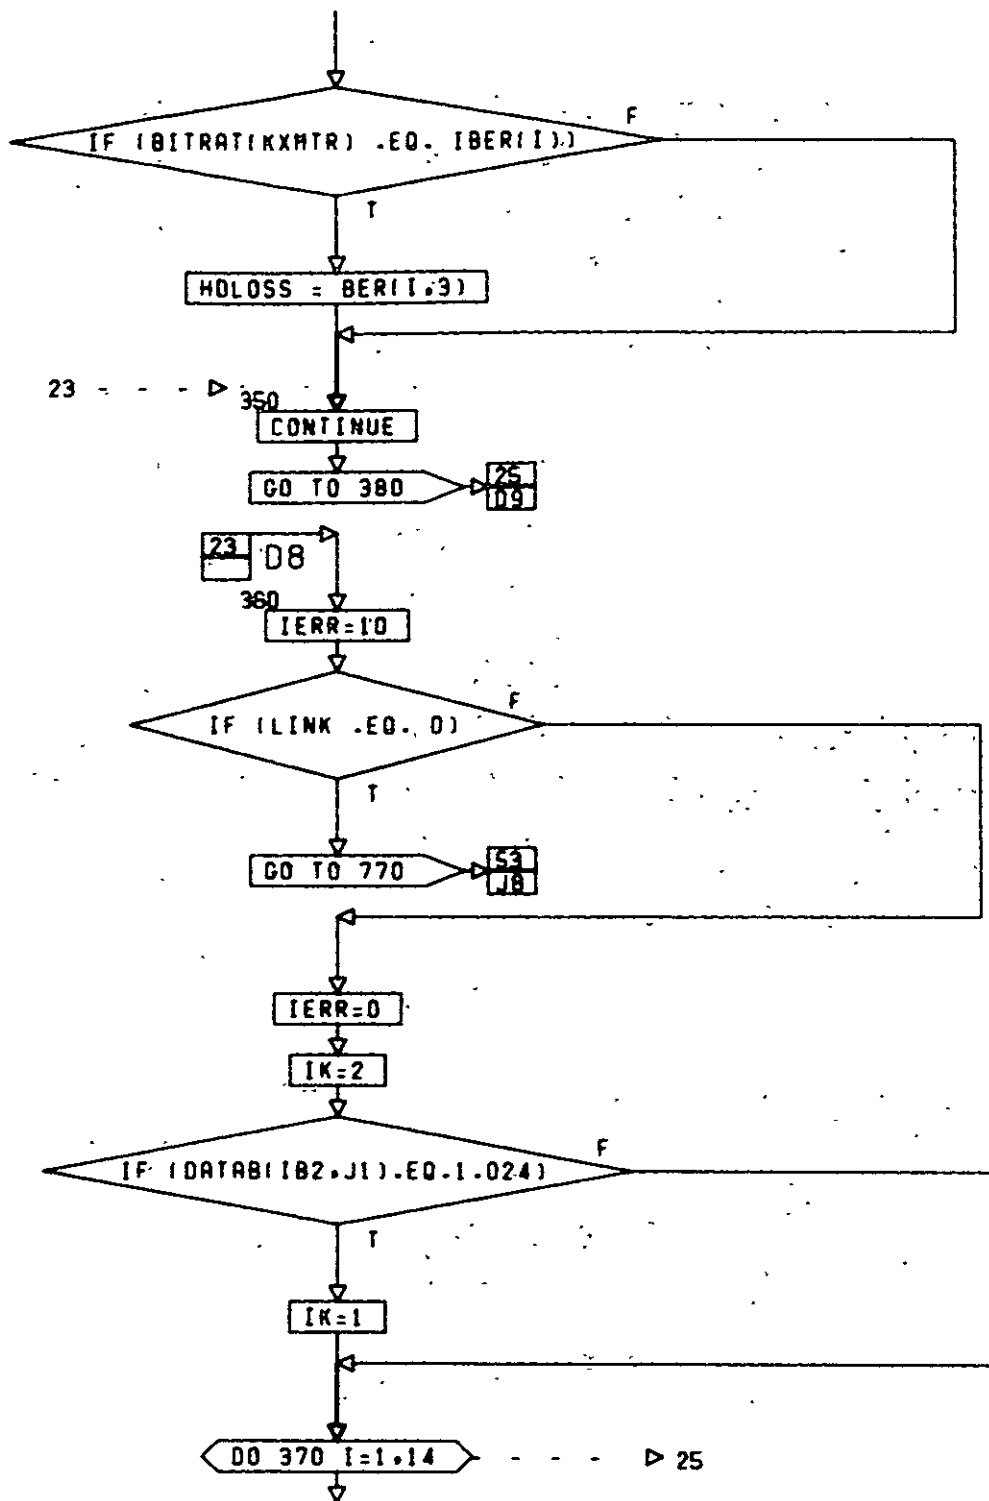 IF (BITRAT(KXMTR) .EQ. IBER(I))
F
T
HDLOSS = BER(I,3)
23
350
CONTINUE
GO TO 380
25
D9
23
D8
360
IERR=10
IF (LINK .EQ. 0)
F
T
GO TO 770
53
J8
IERR=0
IK=2
IF (DATAB(IB2,J1).EQ.1.024)
F
T
IK=1
DO 370 I=1,14
25